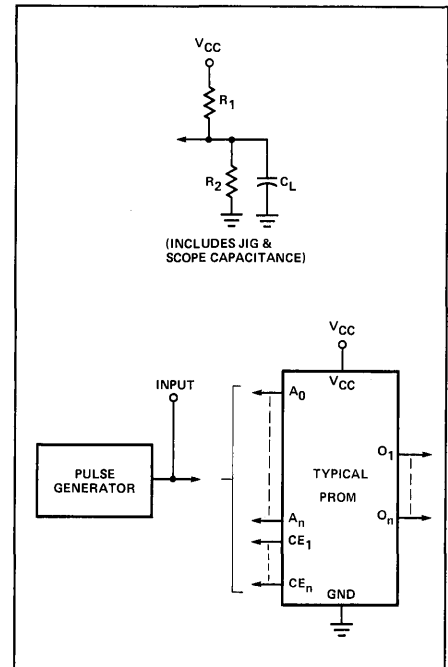 VCC
R1
R2
CL
(INCLUDES JIG &
SCOPE CAPACITANCE)
VCC
INPUT
VCC
A0
PULSE
GENERATOR
TYPICAL
PROM
O1
On
An
CE1
CEn
GND